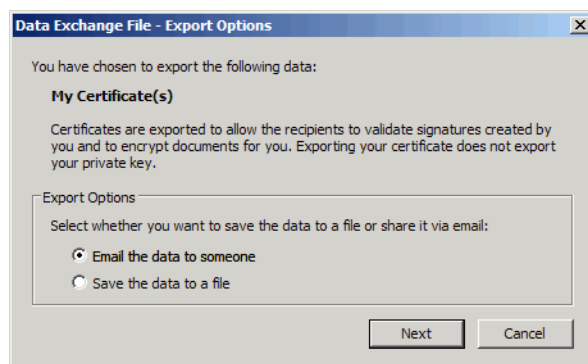 Data Exchange File - Export Options
You have chosen to export the following data:
My Certificate(s)
Certificates are exported to allow the recipients to validate signatures created by
you and to encrypt documents for you. Exporting your certificate does not export
your private key.
Export Options
Select whether you want to save the data to a file or share it via email:
Email the data to someone
Save the data to a file
Next
Cancel